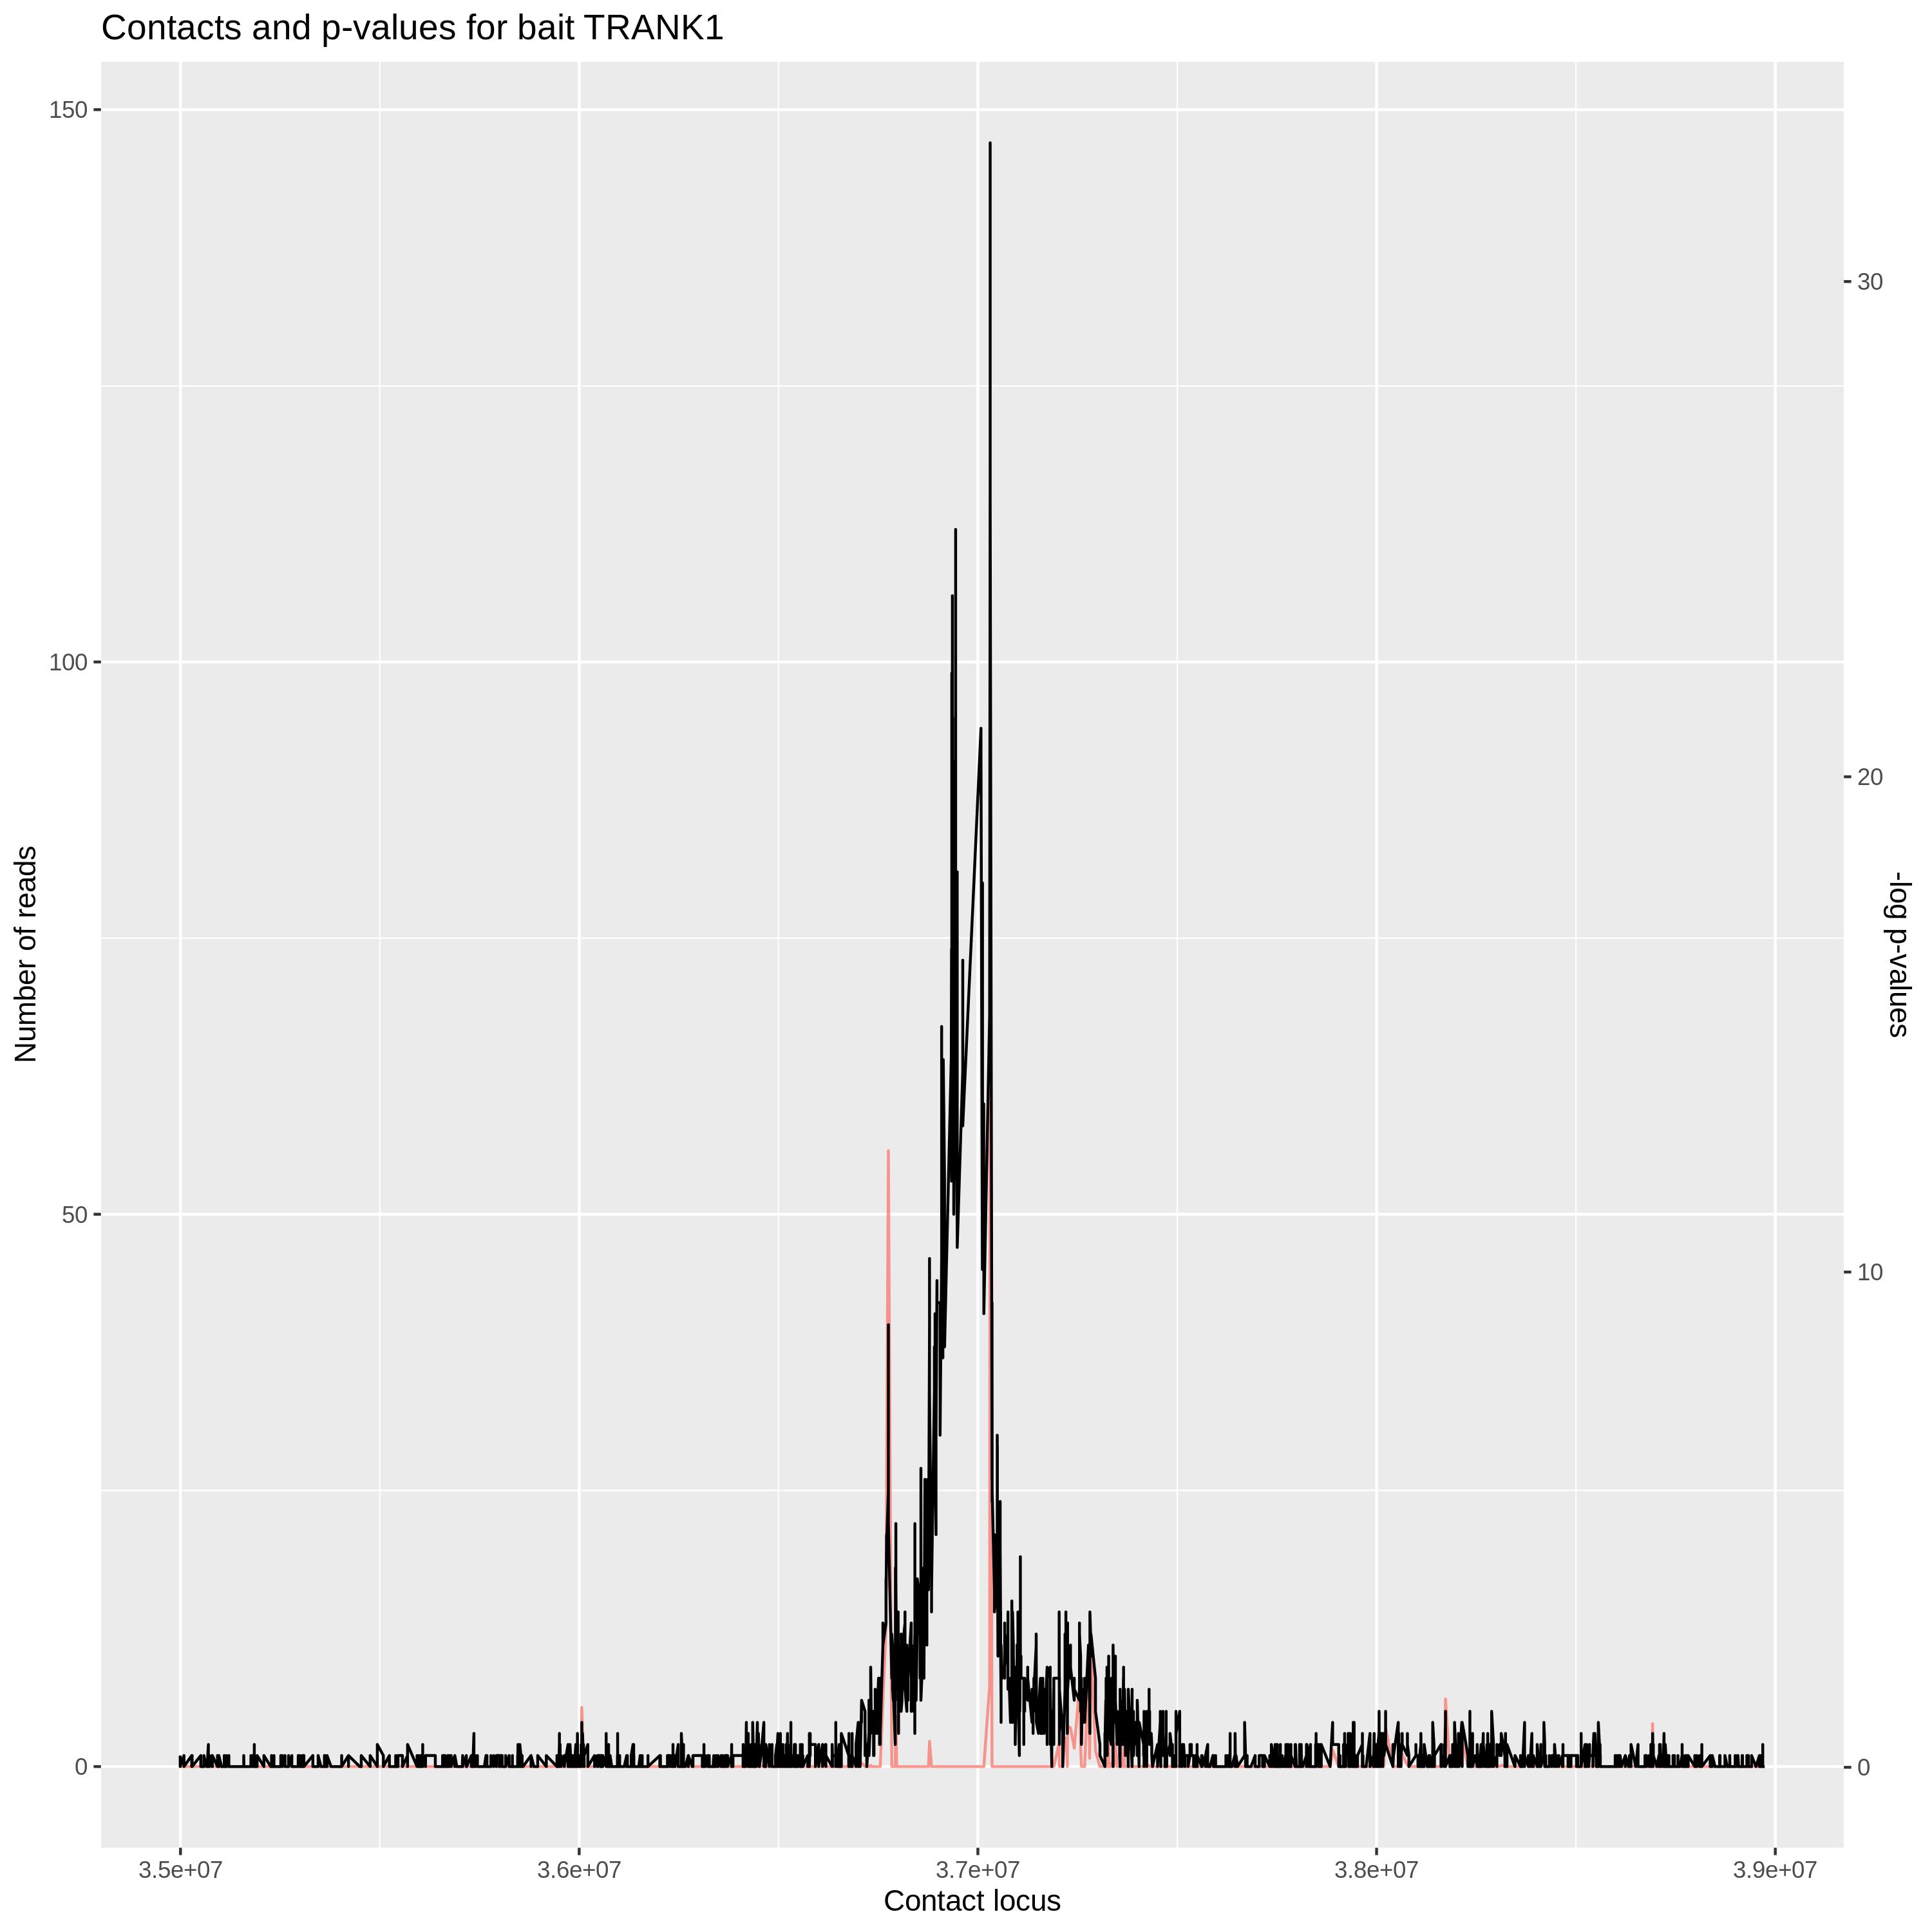 Contacts and p-values for bait TRANK1
150
100
50
0
Number of reads
30
20
10
0
-log p-values
3.5e+07 3.6e+07 3.7e+07 3.8e+07 3.9e+07
Contact locus